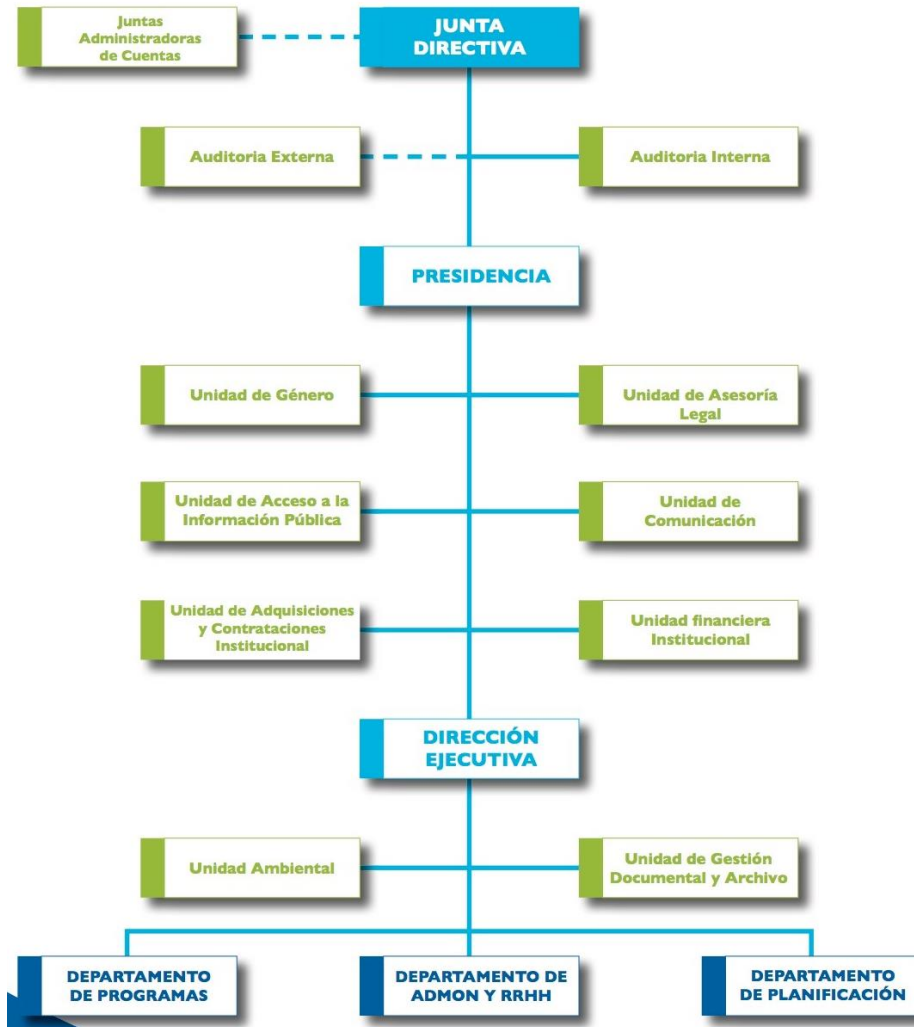 Juntas
Administradoras
de Cuentas
JUNTA
DIRECTIVA
Auditoria Externa
Auditoria Interna
PRESIDENCIA
Unidad de Género
Unidad de Asesoría
Legal
Unidad de Acceso a la
Información Pública
Unidad de
Comunicación
Unidad de Adquisiciones
y Contrataciones
Institucional
Unidad financiera
Institucional
DIRECCIÓN
EJECUTIVA
Unidad Ambiental
Unidad de Gestión
Documental y Archivo
DEPARTAMENTO
DE PROGRAMAS
DEPARTAMENTO DE
ADMON Y RRHH
DEPARTAMENTO
DE PLANIFICACIÓN